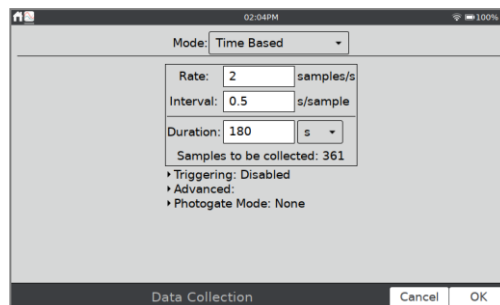 02:04PM 100%
Mode: Time Based
Rate: 2 samples/s
Interval: 0.5 s/sample
Duration: 180 s
Samples to be collected: 361
Triggering: Disabled
Advanced:
Photogate Mode: None
Data Collection Cancel OK